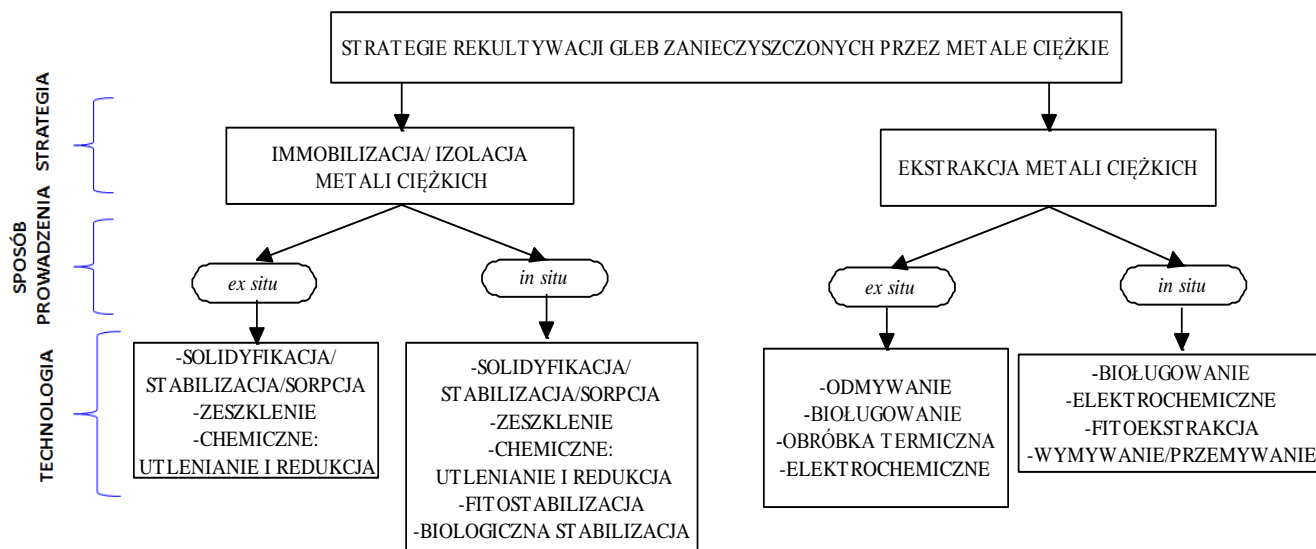 STRATEGIE REKULTYWACJI GLEB ZANIECZYSZCZONYCH PRZEZ METALE CIĘŻKIE
STRATEGIA
IMMOBILIZACJA/ IZOLACJA
METALI CIĘŻKICH
EKSTRAKCJA METALI CIĘŻKICH
SPOSÓB
PROWADZENIA
ex situ
in situ
ex situ
in situ
TECHNOLOGIA
-SOLIDYFIKACJA/
STABILIZACJA/SORPCJA
-ZESZKLENIE
-CHEMICZNE:
UTLENIANIE I REDUKCJA
-SOLIDYFIKACJA/
STABILIZACJA/SORPCJA
-ZESZKLENIE
-CHEMICZNE:
UTLENIANIE I REDUKCJA
-FITOSTABILIZACJA
-BIOLOGICZNA STABILIZACJA
-ODMYWANIE
-BIOŁUGOWANIE
-OBRÓBKA TERMICZNA
-ELEKTROCHEMICZNE
-BIOŁUGOWANIE
-ELEKTROCHEMICZNE
-FITOEKSTRAKCJA
-WYMYWANIE/PRZEMYWANIE